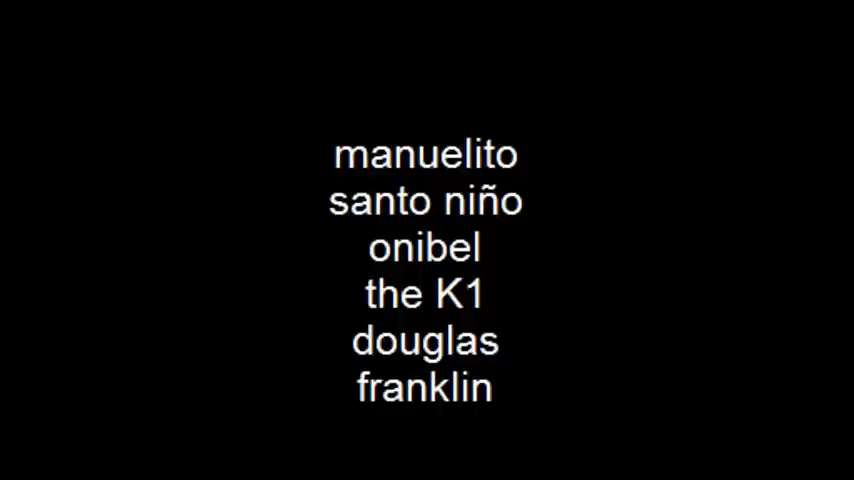 manuelito
santo niño
onibel
the K1
douglas
franklin